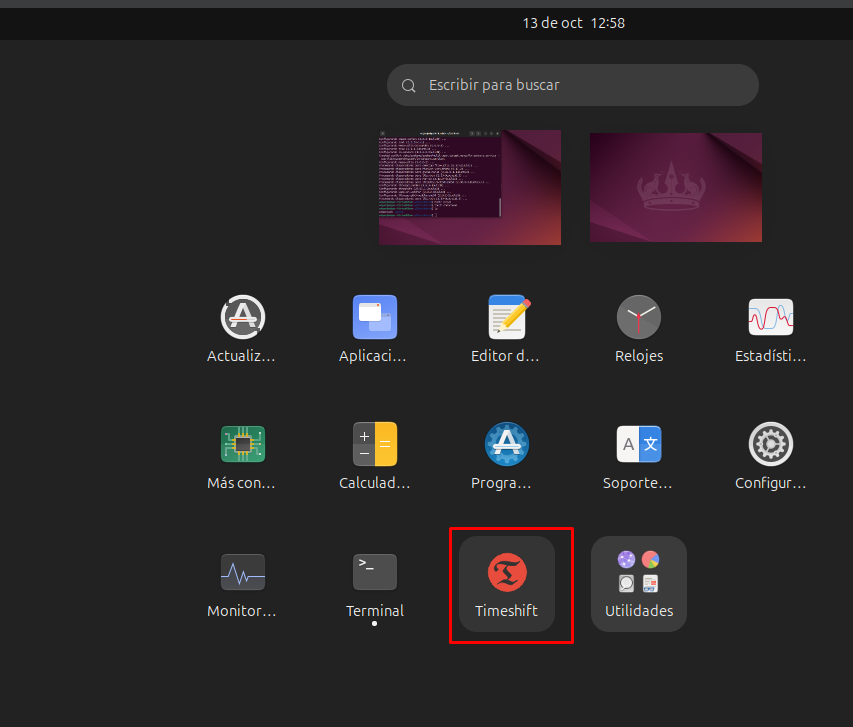 13 de oct 12:58
Escribir para buscar
Actualiz...
Aplicaci...
Editor d...
Relojes
Estadísti...
Más con...
Calculad...
Progra...
Soporte...
Configur...
Monitor...
Terminal
Timeshift
Utilidades